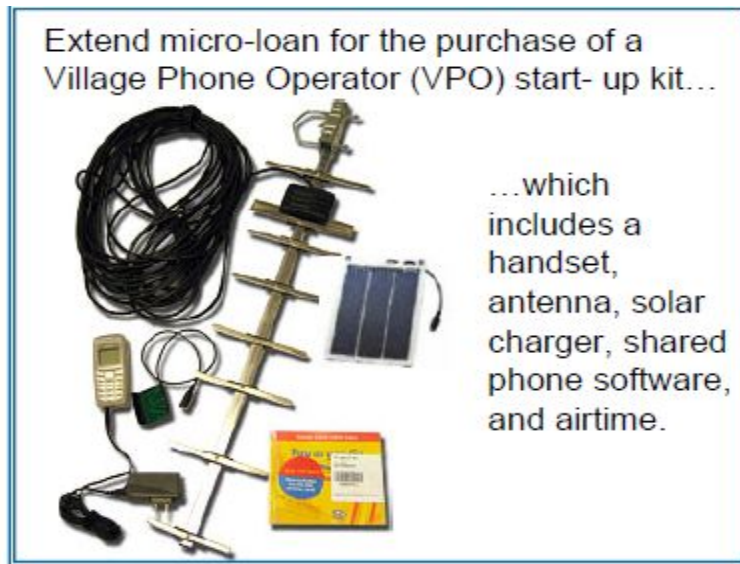 Extend micro-loan for the purchase of a
Village Phone Operator (VPO) start- up kit…
…which
includes a
handset,
antenna, solar
charger, shared
phone software,
and airtime.